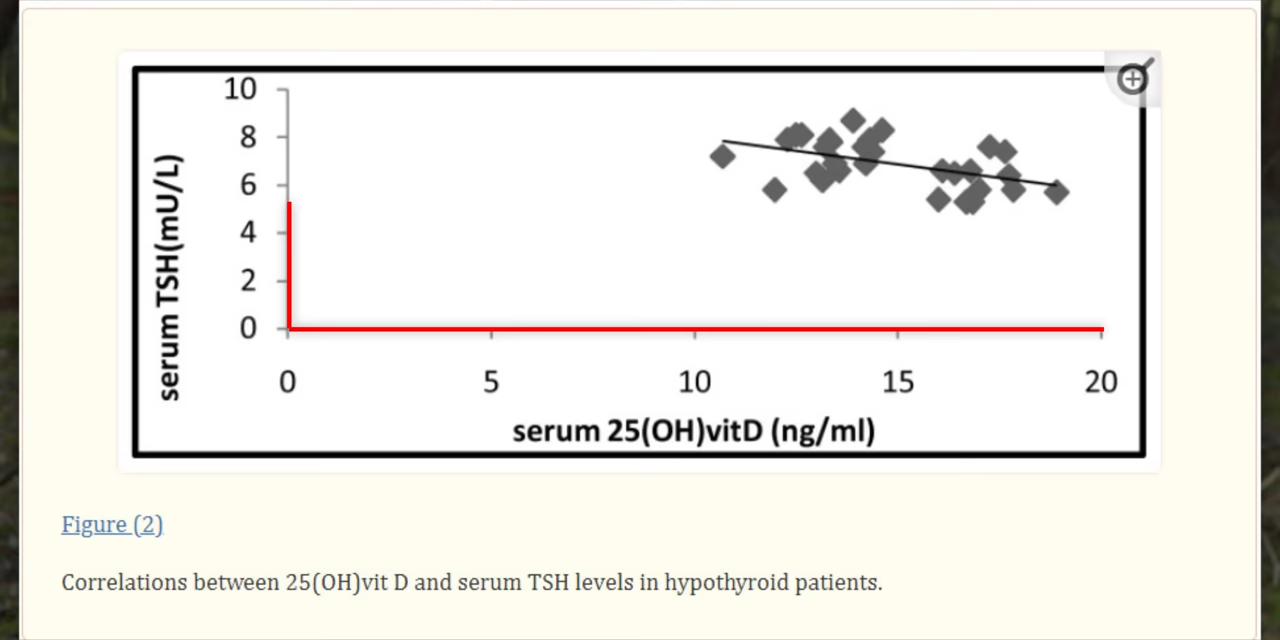 10
8
6
4
2
0
serum TSH(mU/L)
0 5 10 15 20
serum 25(OH)vitD (ng/ml)
Figure (2)
Correlations between 25(OH)vit D and serum TSH levels in hypothyroid patients.